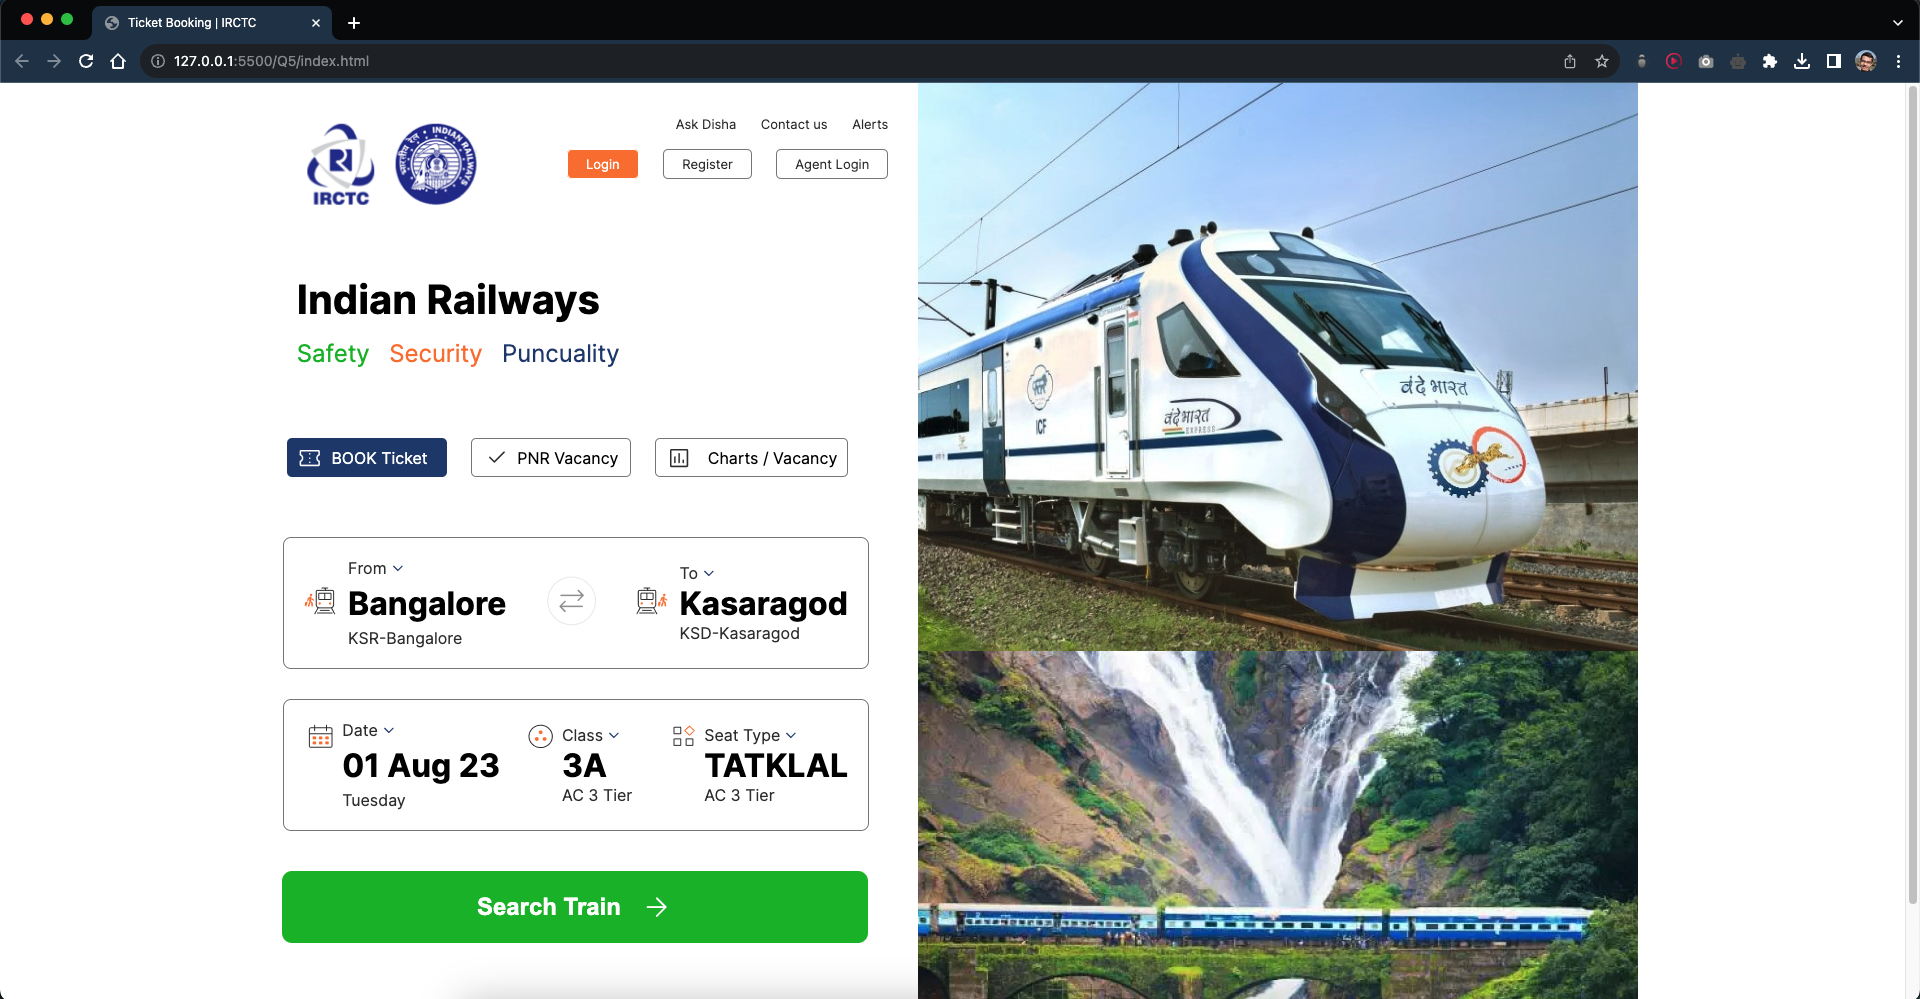 Ticket Booking | IRCTC
127.0.0.1:5500/Q5/index.html
IRCTC
INDIAN RAILWAYS
भारतीय रेल
Ask Disha Contact us Alerts
Login Register Agent Login
Indian Railways
Safety Security Puncuality
BOOK Ticket PNR Vacancy Charts / Vacancy
From
Bangalore
KSR-Bangalore
To
Kasaragod
KSD-Kasaragod
Date
01 Aug 23
Tuesday
Class
3A
AC 3 Tier
Seat Type
TATKLAL
AC 3 Tier
Search Train
वंदे भारत
वंदे भारत
EXPRESS
ICF